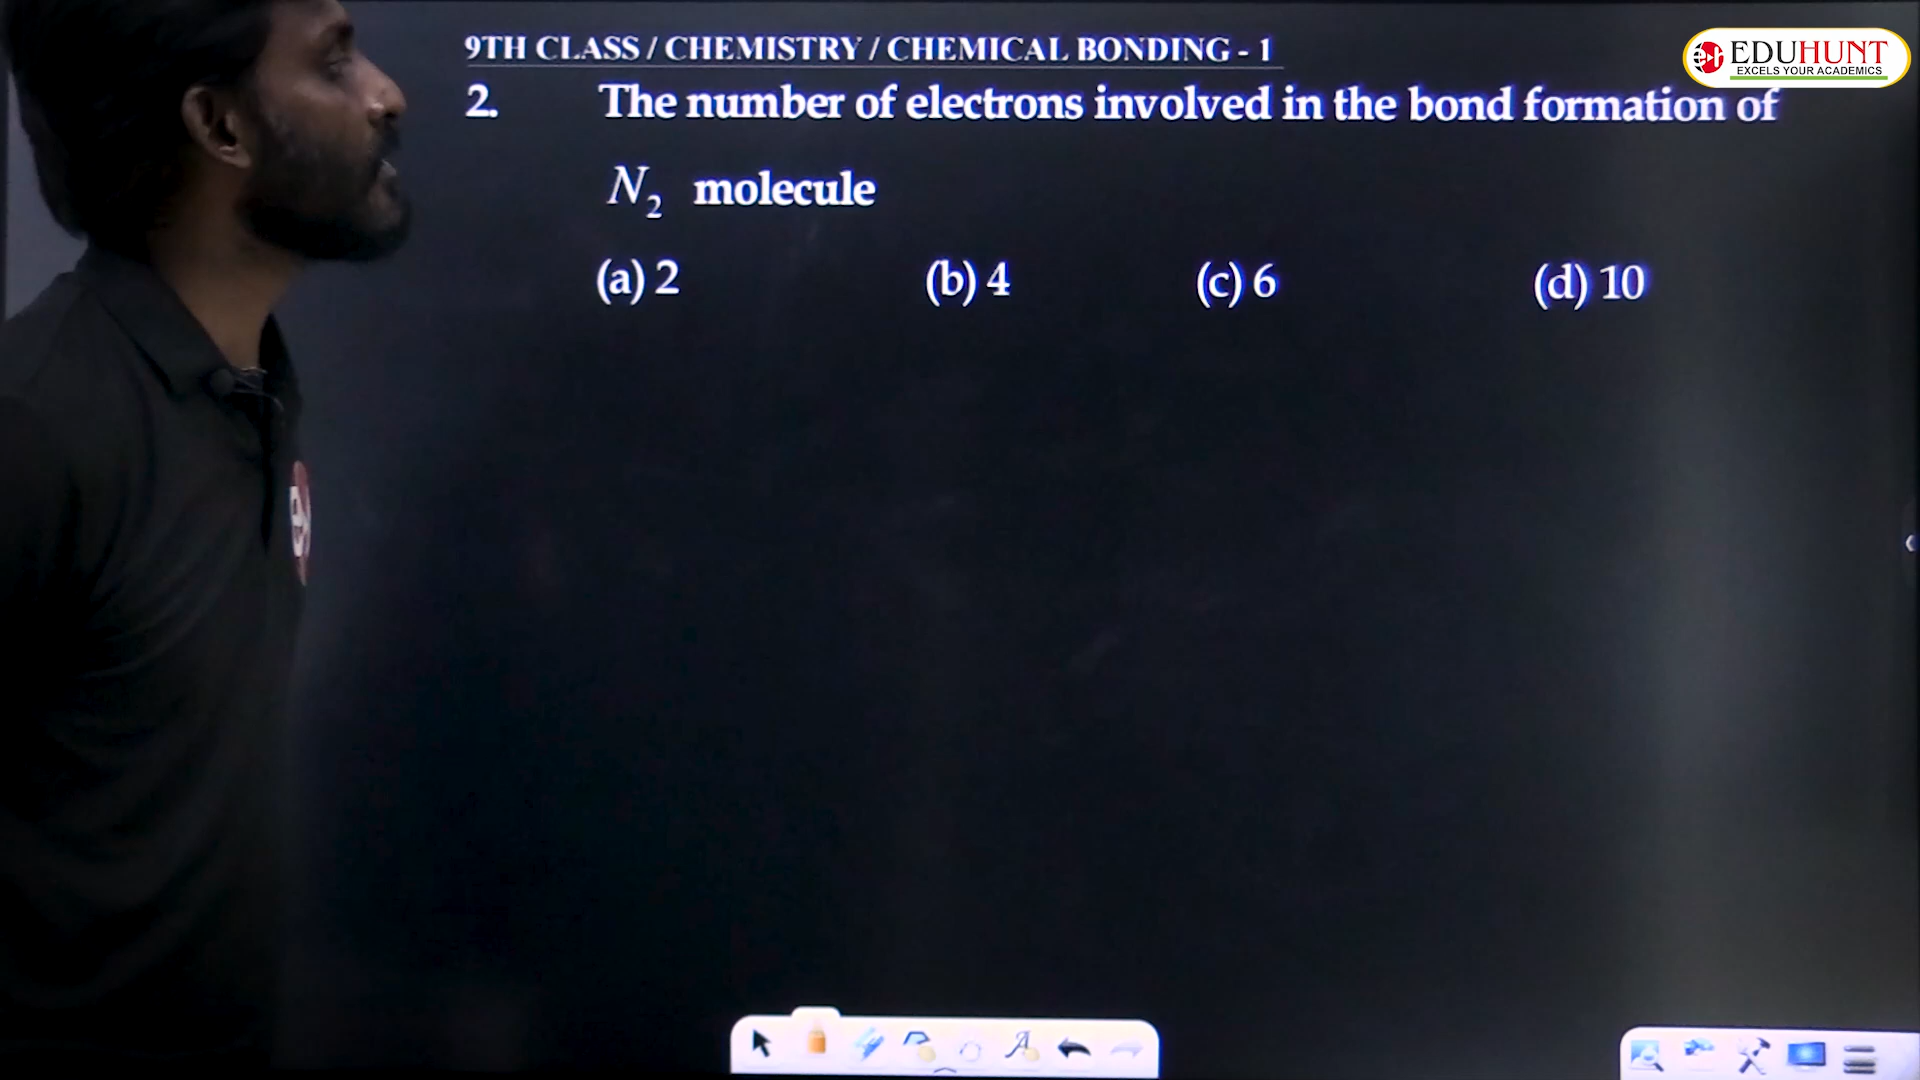 9TH CLASS / CHEMISTRY / CHEMICAL BONDING - 1
EDUHUNT
EXCELS YOUR ACADEMICS
2. The number of electrons involved in the bond formation of
N₂ molecule
(a) 2 (b) 4 (c) 6 (d) 10